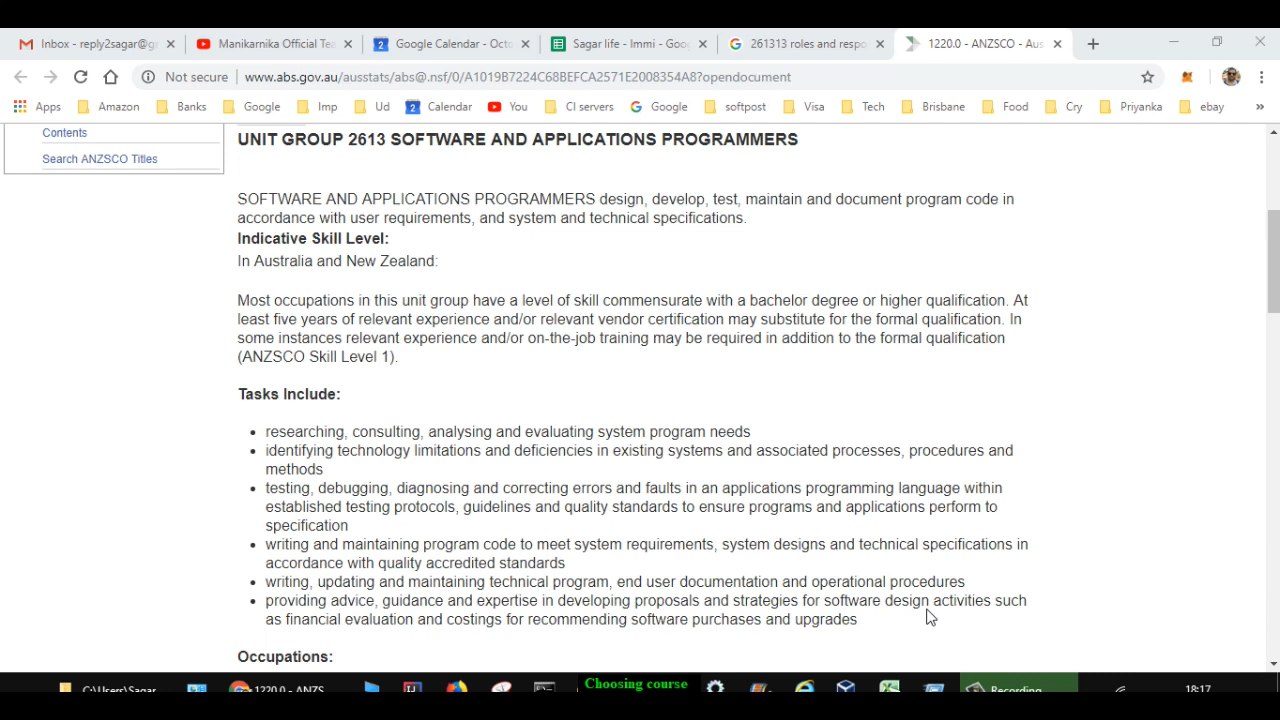 Inbox - reply2sagar@gr
Manikarnika Official Tea
Google Calendar - Octo
Sagar life - Immi - Goog
261313 roles and respo
1220.0 - ANZSCO - Aus
Not secure
www.abs.gov.au/ausstats/abs@.nsf/0/A1019B7224C68BEFCA2571E2008354A8?opendocument
Apps
Amazon
Banks
Google
Imp
Ud
2
Calendar
You
CI servers
Google
softpost
Visa
Tech
Brisbane
Food
Cry
Priyanka
ebay
»
Contents
Search ANZSCO Titles
UNIT GROUP 2613 SOFTWARE AND APPLICATIONS PROGRAMMERS
SOFTWARE AND APPLICATIONS PROGRAMMERS design, develop, test, maintain and document program code in
accordance with user requirements, and system and technical specifications.
Indicative Skill Level:
In Australia and New Zealand:
Most occupations in this unit group have a level of skill commensurate with a bachelor degree or higher qualification. At
least five years of relevant experience and/or relevant vendor certification may substitute for the formal qualification. In
some instances relevant experience and/or on-the-job training may be required in addition to the formal qualification
(ANZSCO Skill Level 1).
Tasks Include:
• researching, consulting, analysing and evaluating system program needs
• identifying technology limitations and deficiencies in existing systems and associated processes, procedures and
methods
• testing, debugging, diagnosing and correcting errors and faults in an applications programming language within
established testing protocols, guidelines and quality standards to ensure programs and applications perform to
specification
• writing and maintaining program code to meet system requirements, system designs and technical specifications in
accordance with quality accredited standards
• writing, updating and maintaining technical program, end user documentation and operational procedures
• providing advice, guidance and expertise in developing proposals and strategies for software design activities such
as financial evaluation and costings for recommending software purchases and upgrades
Occupations:
C:\Users\Sagar
1220.0 - ANZS
Choosing course
Recording
18:17